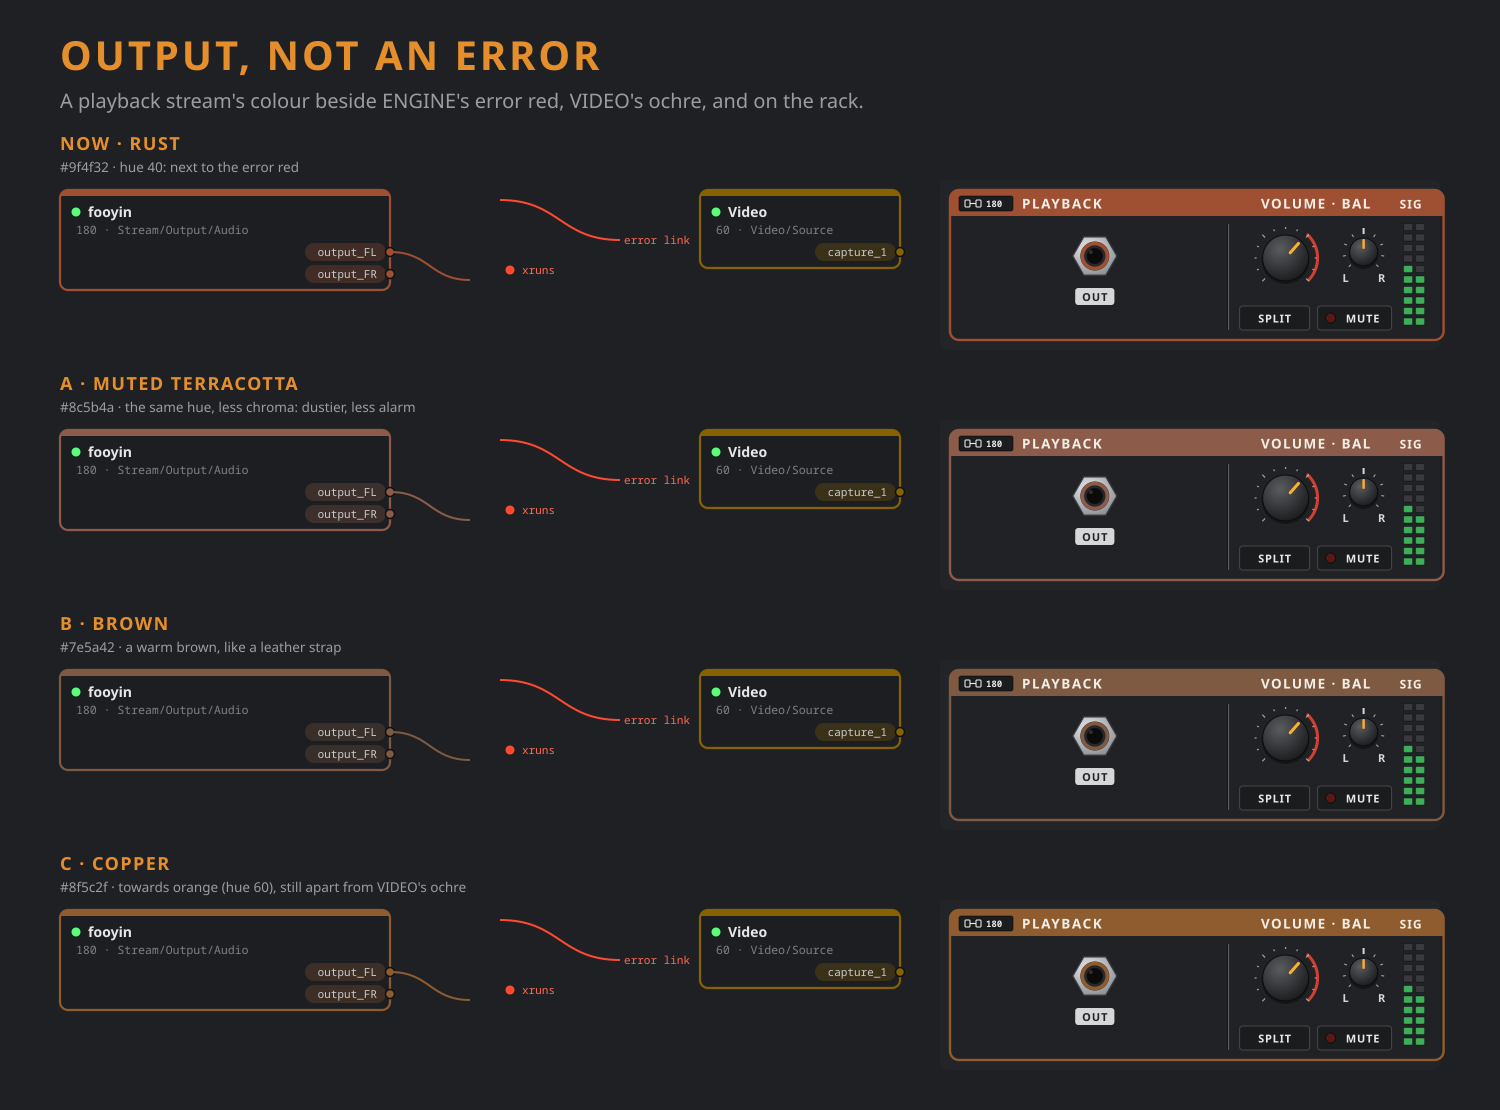 OUTPUT, NOT AN ERROR
A playback stream's colour beside ENGINE's error red, VIDEO's ochre, and on the rack.
NOW · RUST
#9f4f32 · hue 40: next to the error red
fooyin
180 · Stream/Output/Audio
output_FL
output_FR
error link
xruns
Video
60 · Video/Source
capture_1
180 PLAYBACK VOLUME · BAL SIG
OUT
L R
SPLIT MUTE
A · MUTED TERRACOTTA
#8c5b4a · the same hue, less chroma: dustier, less alarm
fooyin
180 · Stream/Output/Audio
output_FL
output_FR
error link
xruns
Video
60 · Video/Source
capture_1
180 PLAYBACK VOLUME · BAL SIG
OUT
L R
SPLIT MUTE
B · BROWN
#7e5a42 · a warm brown, like a leather strap
fooyin
180 · Stream/Output/Audio
output_FL
output_FR
error link
xruns
Video
60 · Video/Source
capture_1
180 PLAYBACK VOLUME · BAL SIG
OUT
L R
SPLIT MUTE
C · COPPER
#8f5c2f · towards orange (hue 60), still apart from VIDEO's ochre
fooyin
180 · Stream/Output/Audio
output_FL
output_FR
error link
xruns
Video
60 · Video/Source
capture_1
180 PLAYBACK VOLUME · BAL SIG
OUT
L R
SPLIT MUTE